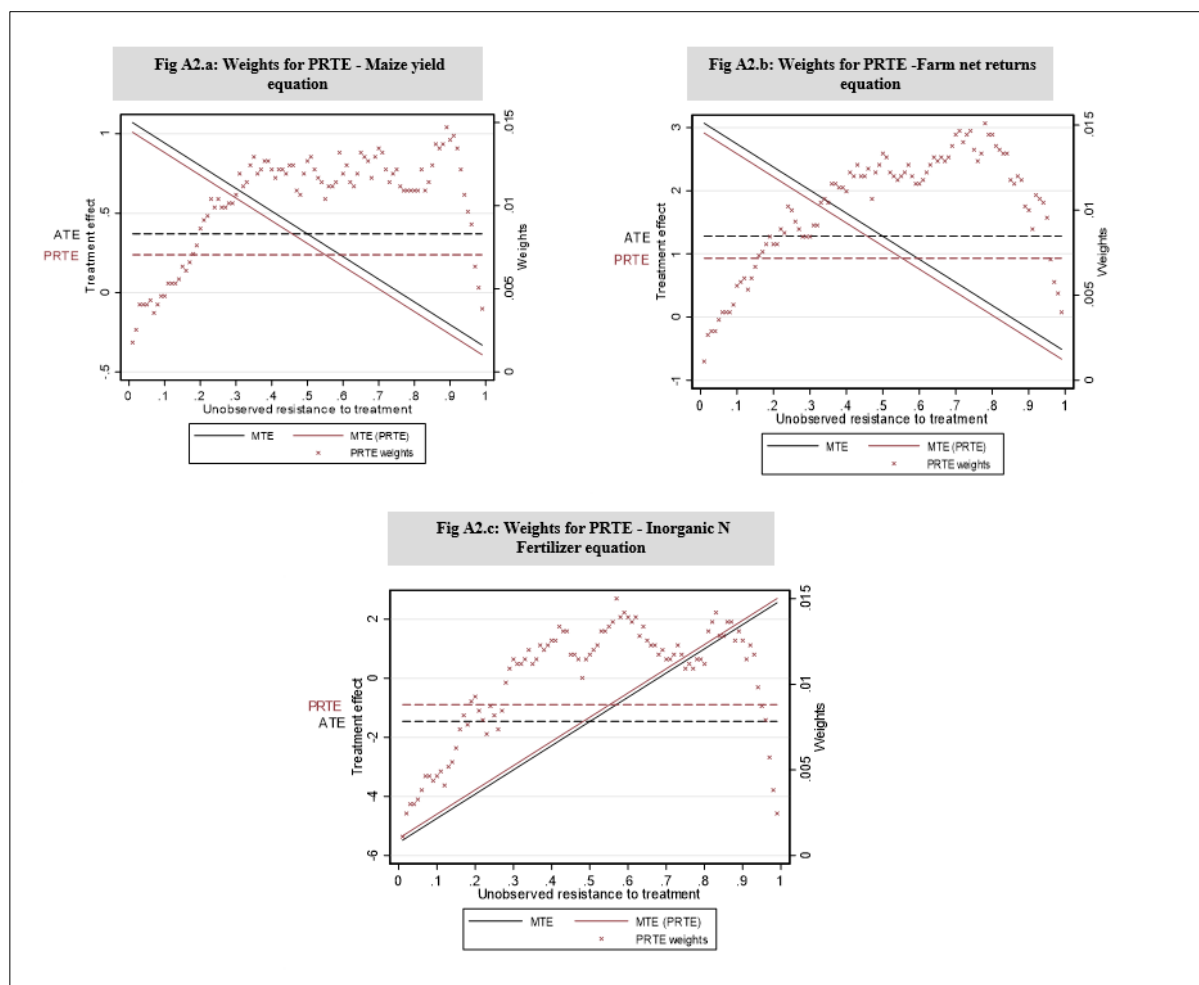 Fig A2.a: Weights for PRTE - Maize yield
equation
1
.5
0
-.5
Treatment effect
ATE
PRTE
.015
.01
.005
0
Weights
0 .1 .2 .3 .4 .5 .6 .7 .8 .9 1
Unobserved resistance to treatment
MTE MTE (PRTE)
PRTE weights
Fig A2.b: Weights for PRTE -Farm net returns
equation
3
2
1
0
-1
Treatment effect
ATE
PRTE
.015
.01
.005
0
Weights
0 .1 .2 .3 .4 .5 .6 .7 .8 .9 1
Unobserved resistance to treatment
MTE MTE (PRTE)
PRTE weights
Fig A2.c: Weights for PRTE - Inorganic N
Fertilizer equation
2
0
-2
-4
-6
Treatment effect
PRTE
ATE
.015
.01
.005
0
Weights
0 .1 .2 .3 .4 .5 .6 .7 .8 .9 1
Unobserved resistance to treatment
MTE MTE (PRTE)
PRTE weights